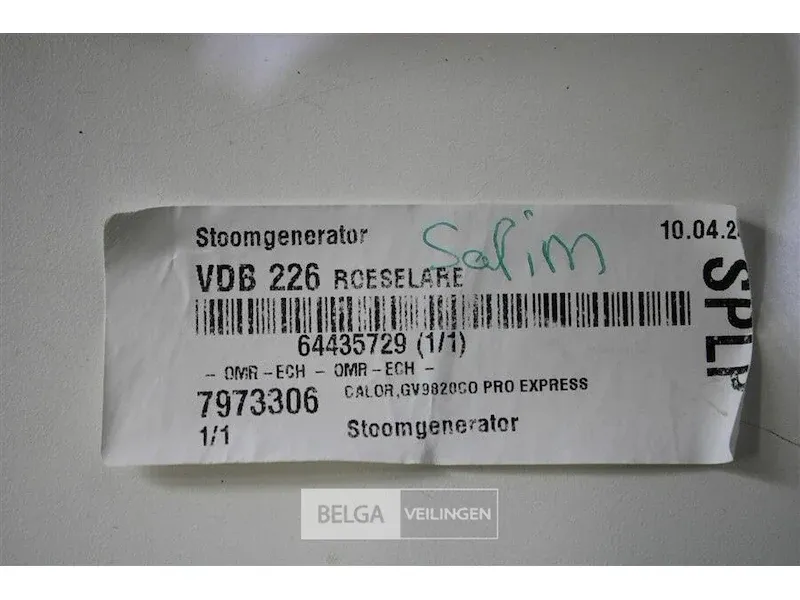 Stoomgenerator
Salim
10.04.2
VDB 226 ROESELARE
SPLP
64435729 (1/1)
- OMR-ECH - OMR-ECH -
7973306 CALOR,GV9820C0 PRO EXPRESS
1/1 Stoomgenerator
BELGA VEILINGEN